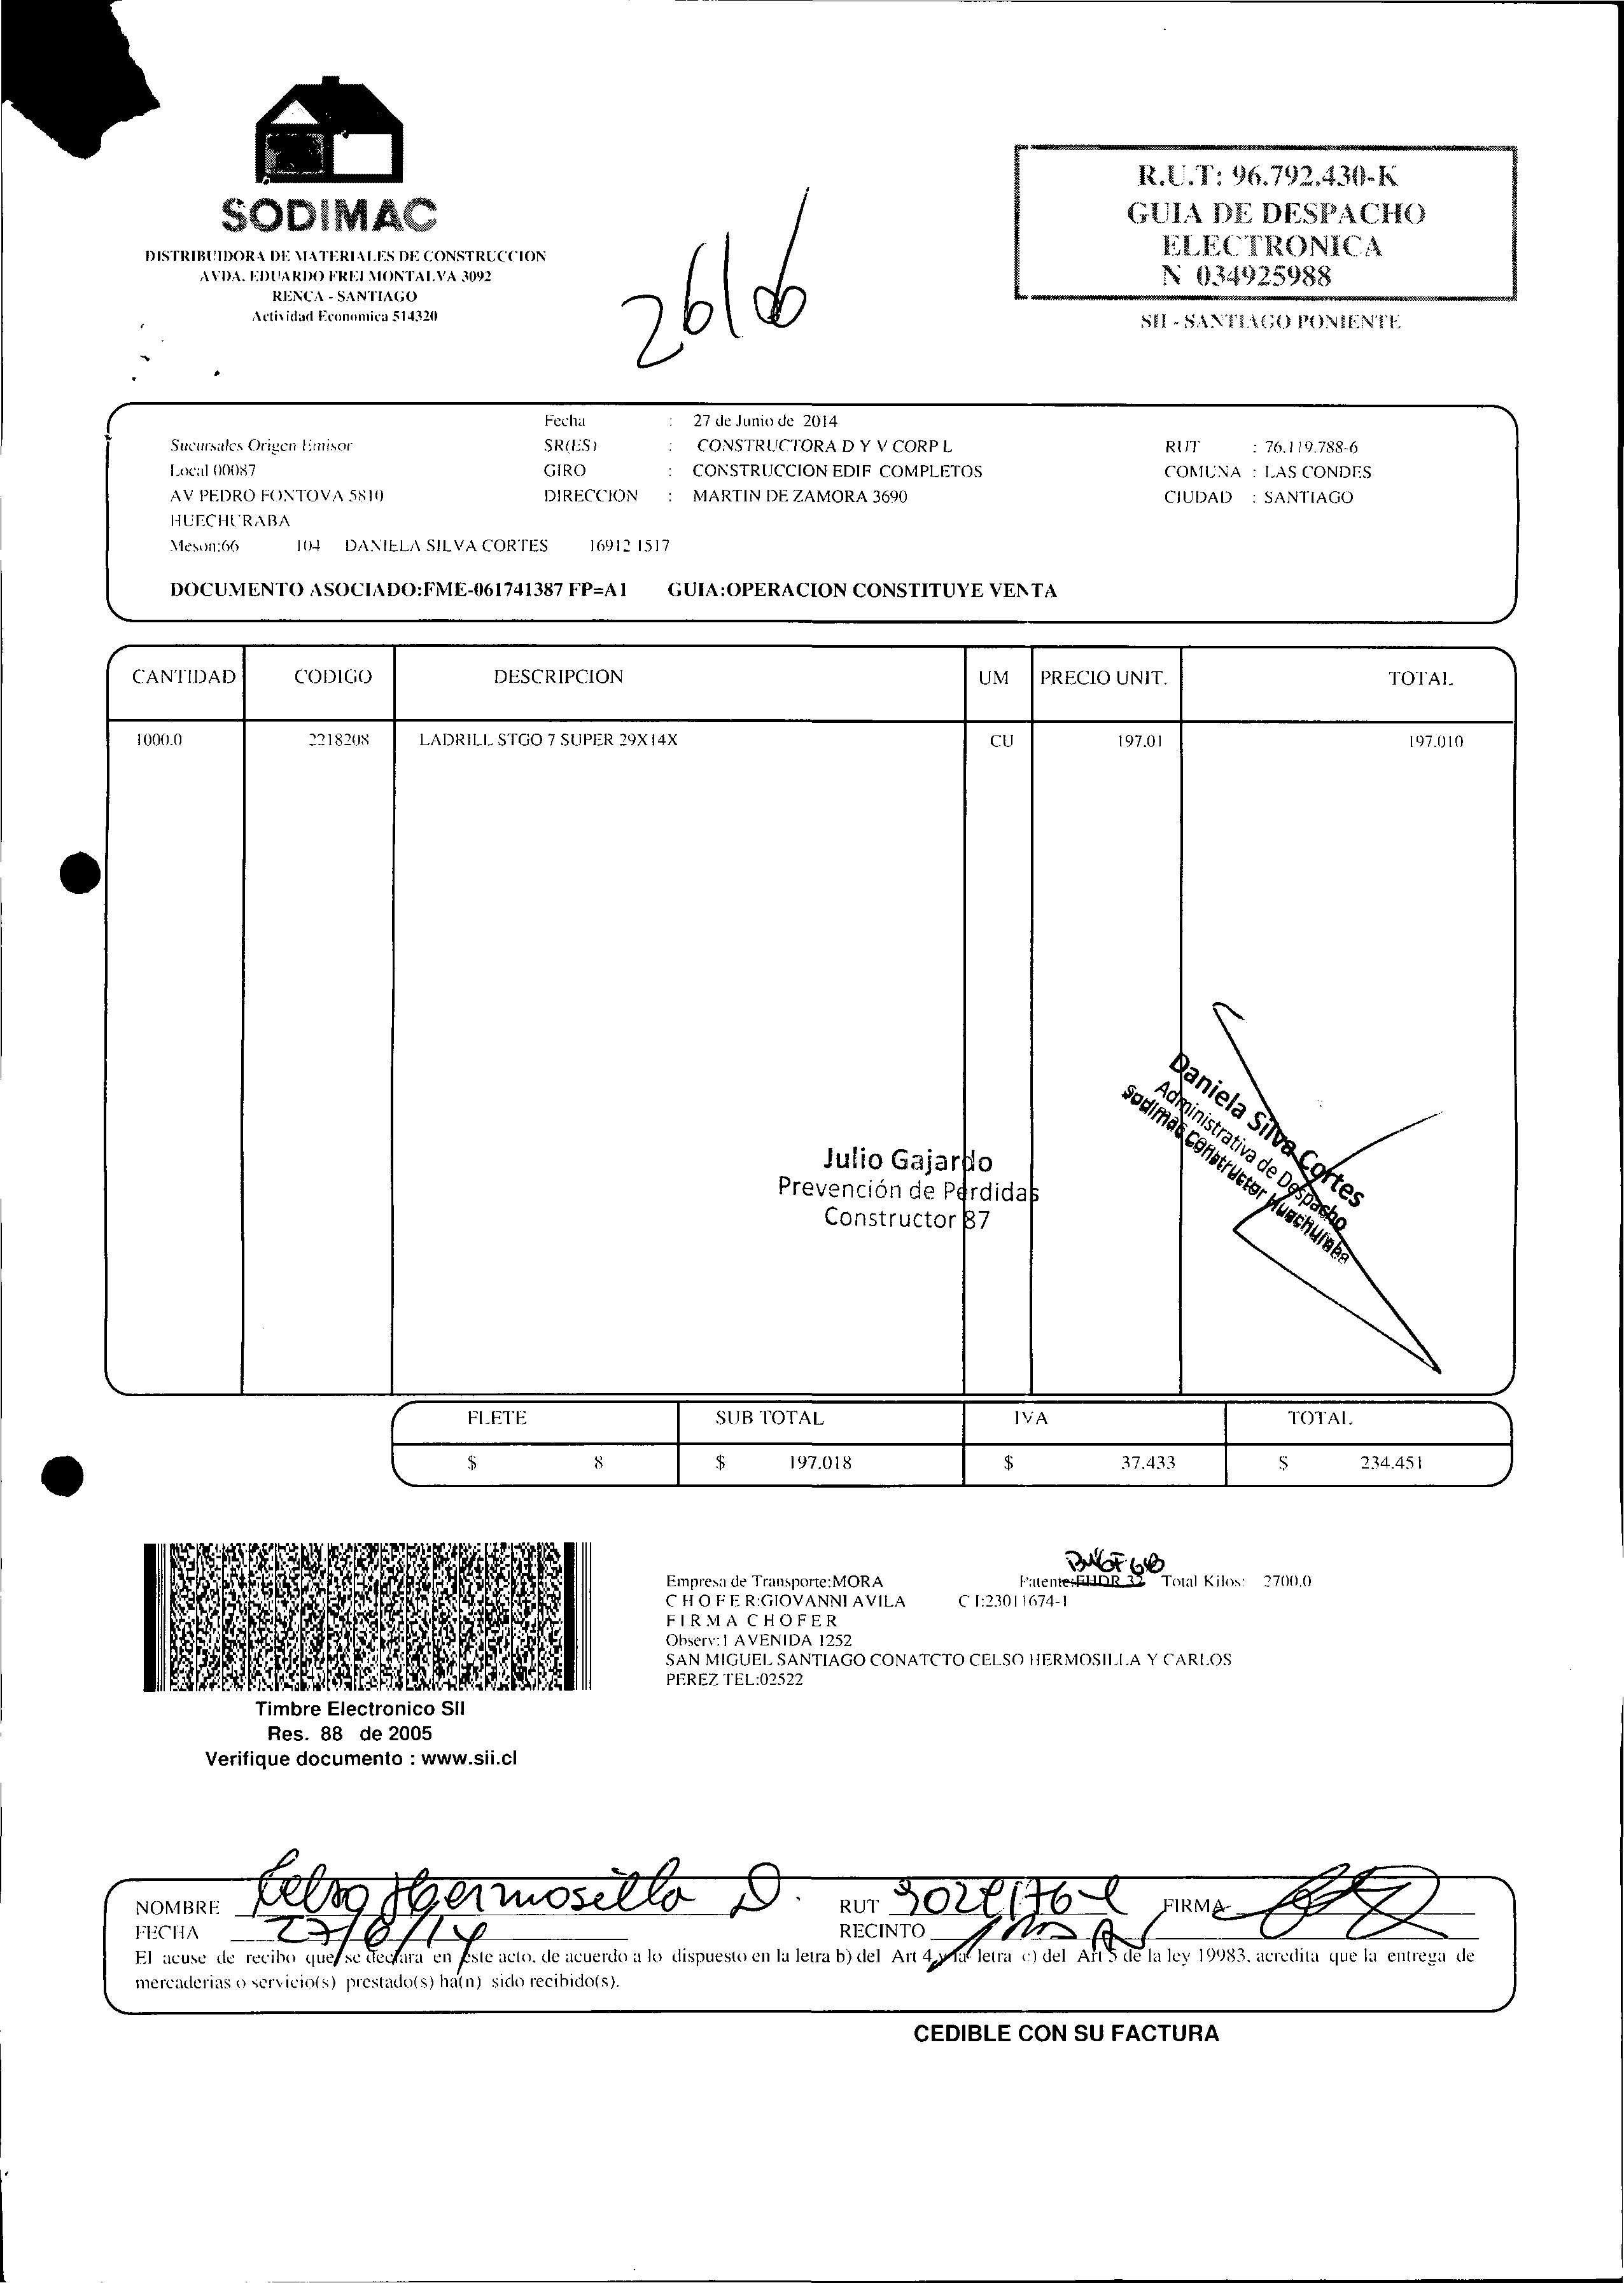 SODIMAC
DISTRIBUIDORA DE MATERIALES DE CONSTRUCCION
AVDA. EDUARDO FREI MONTALVA 3092
RENCA - SANTIAGO
Actividad Economica 514320
26/06
R.U.T: 96.792.430-K
GUIA DE DESPACHO
ELECTRONICA
N 034925988
SII - SANTIAGO PONIENTE
Fecha : 27 de Junio de 2014
Sucursales Origen Emisor SR(ES) : CONSTRUCTORA D Y V CORP L RUT : 76.119.788-6
Local 00087 GIRO : CONSTRUCCION EDIF COMPLETOS COMUNA : LAS CONDES
AV PEDRO FONTOVA 5810 DIRECCION : MARTIN DE ZAMORA 3690 CIUDAD : SANTIAGO
HUECHURABA
Meson:66 104 DANIELA SILVA CORTES 16912 1517
DOCUMENTO ASOCIADO:FME-061741387 FP=A1 GUIA:OPERACION CONSTITUYE VENTA
CANTIDAD CODIGO DESCRIPCION UM PRECIO UNIT. TOTAL
1000.0 2218208 LADRILL STGO 7 SUPER 29X14X CU 197.01 197.010
Daniela Silva Cortes
Administrativa de Despacho
Sodimac Constructor Huechuraba
Julio Gajardo
Prevención de Perdidas
Constructor 87
FLETE SUB TOTAL IVA TOTAL
$ 8 $ 197.018 $ 37.433 $ 234.451
Empresa de Transporte:MORA Patente:EHDR 32 Total Kilos: 2700.0
C H O F E R:GIOVANNI AVILA C I:23011674-1
F I R M A C H O F E R
Observ:1 AVENIDA 1252
SAN MIGUEL SANTIAGO CONATCTO CELSO HERMOSILLA Y CARLOS
PEREZ TEL:02522
Timbre Electronico SII
Res. 88 de 2005
Verifique documento : www.sii.cl
NOMBRE Celso Hermosilla D. RUT FIRMA
FECHA 27/6/14 RECINTO
El acuse de recibo que se declara en este acto, de acuerdo a lo dispuesto en la letra b) del Art 4, y la letra c) del Art 5 de la ley 19983, acredita que la entrega de
mercaderias o servicio(s) prestado(s) ha(n) sido recibido(s).
CEDIBLE CON SU FACTURA